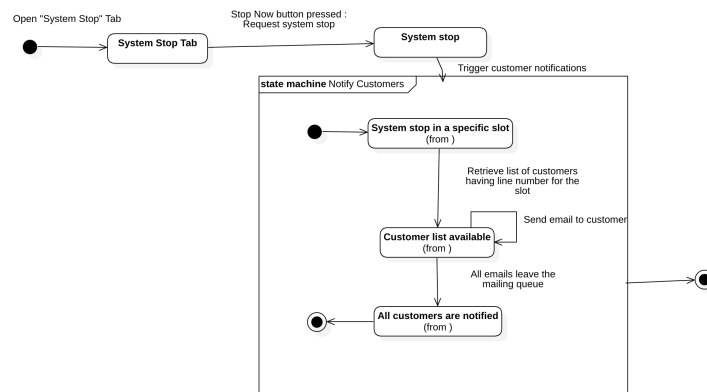 Open "System Stop" Tab
Stop Now button pressed :
Request system stop
System Stop Tab
System stop
Trigger customer notifications
state machine Notify Customers
System stop in a specific slot
(from )
Retrieve list of customers
having line number for the
slot
Send email to customer
Customer list available
(from )
All emails leave the
mailing queue
All customers are notified
(from )